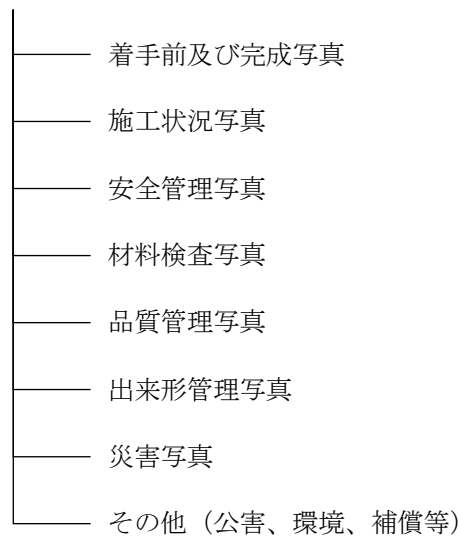 着手前及び完成写真
施工状況写真
安全管理写真
材料検査写真
品質管理写真
出来形管理写真
災害写真
その他（公害、環境、補償等）